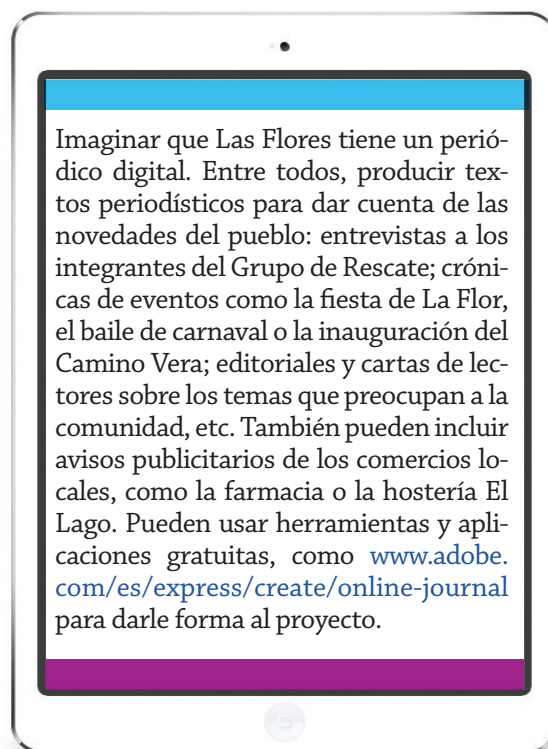 Imaginar que Las Flores tiene un perió-
dico digital. Entre todos, producir tex-
tos periodísticos para dar cuenta de las
novedades del pueblo: entrevistas a los
integrantes del Grupo de Rescate; cróni-
cas de eventos como la fiesta de La Flor,
el baile de carnaval o la inauguración del
Camino Vera; editoriales y cartas de lec-
tores sobre los temas que preocupan a la
comunidad, etc. También pueden incluir
avisos publicitarios de los comercios lo-
cales, como la farmacia o la hostería El
Lago. Pueden usar herramientas y apli-
caciones gratuitas, como www.adobe.
com/es/express/create/online-journal
para darle forma al proyecto.